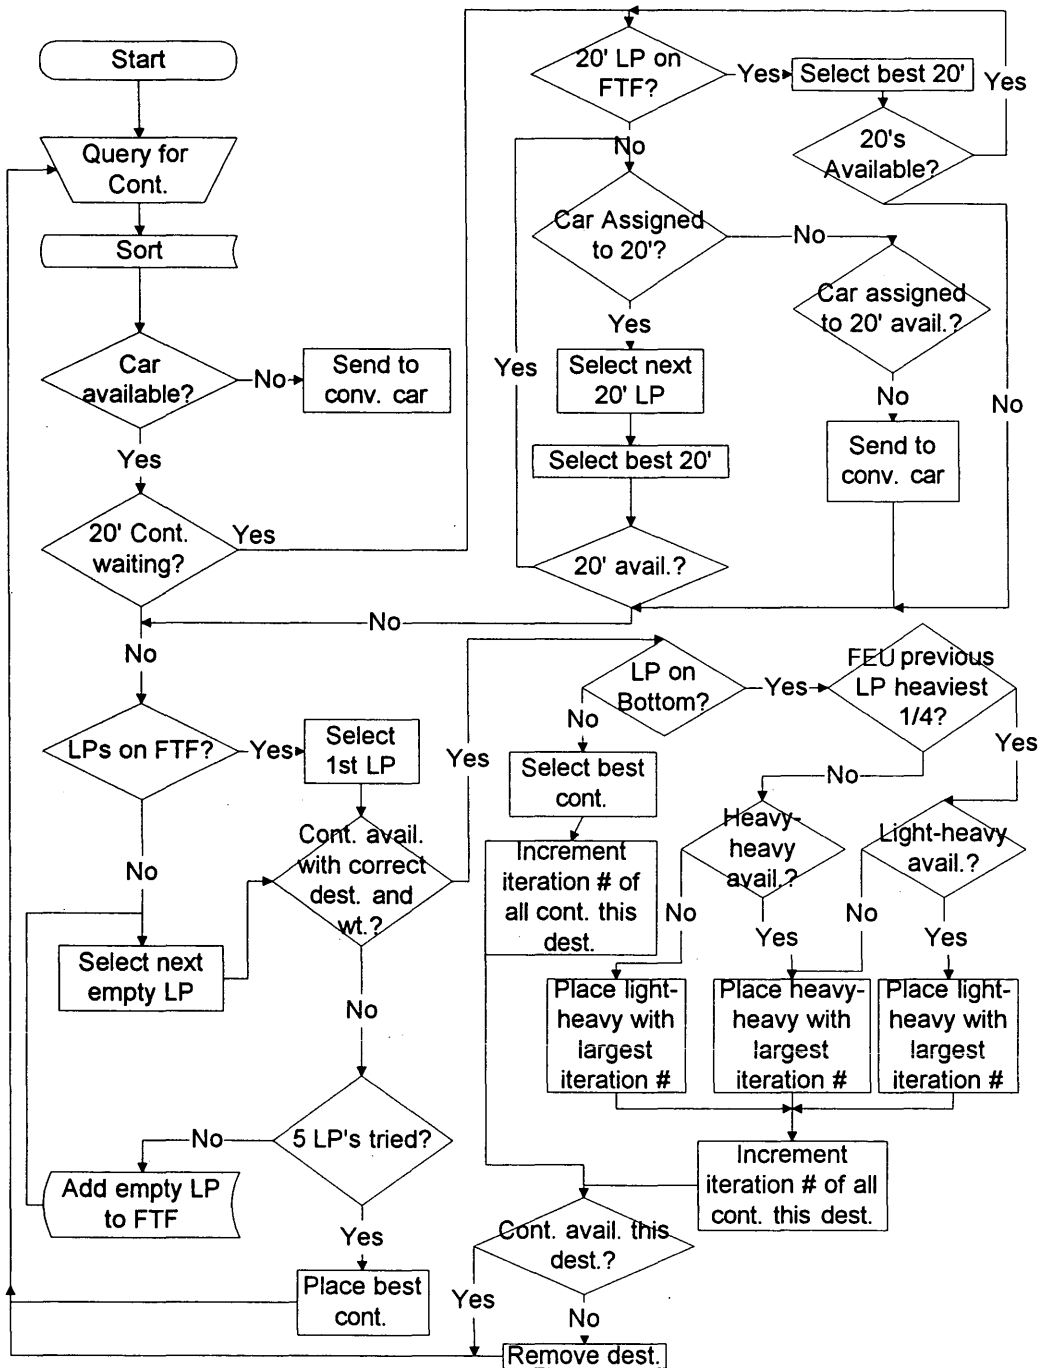 Start
Query for
Cont.
Sort
Car
available?
No
Send to
conv. car
Yes
20' Cont.
waiting?
Yes
No
20' LP on
FTF?
Yes
Select best 20'
Yes
20's
Available?
No
No
Car Assigned
to 20'?
No
Car assigned
to 20' avail.?
No
Send to
conv. car
Yes
Select next
20' LP
Select best 20'
20' avail.?
Yes
No
LPs on FTF?
Yes
Select
1st LP
No
Select next
empty LP
Cont. avail.
with correct
dest. and
wt.?
Yes
No
5 LP's tried?
No
Add empty LP
to FTF
Yes
Place best
cont.
LP on
Bottom?
No
Select best
cont.
Increment
iteration # of
all cont. this
dest.
Yes
FEU previous
LP heaviest
1/4?
No
Yes
Heavy-
heavy
avail.?
Light-heavy
avail.?
No
Yes
No
Yes
Place light-
heavy with
largest
iteration #
Place heavy-
heavy with
largest
iteration #
Place light-
heavy with
largest
iteration #
Increment
iteration # of all
cont. this dest.
Cont. avail. this
dest.?
Yes
No
Remove dest.